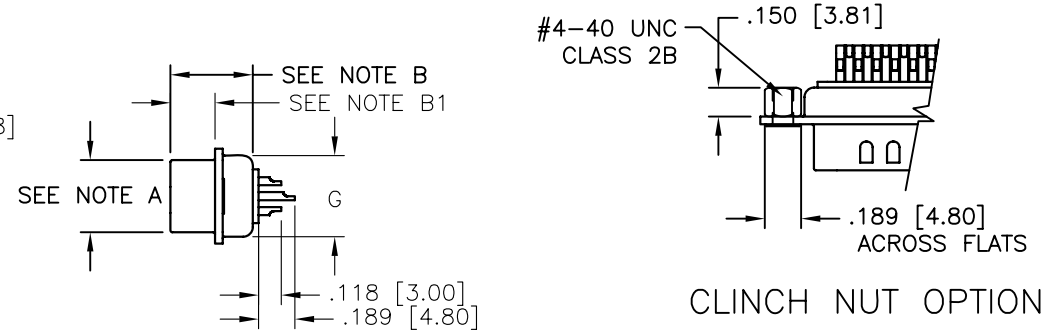 SEE NOTE B
SEE NOTE B1
SEE NOTE A
G
.118 [3.00]
.189 [4.80]
#4-40 UNC
CLASS 2B
.150 [3.81]
.189 [4.80]
ACROSS FLATS
CLINCH NUT OPTION